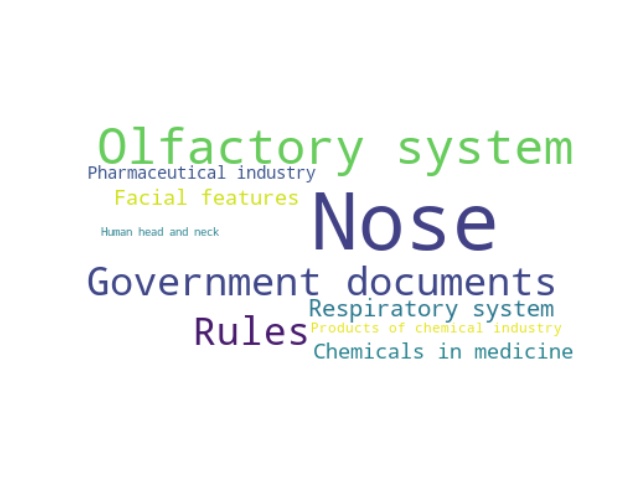 Olfactory system
Pharmaceutical industry
Facial features
Nose
Human head and neck
Government documents
Respiratory system
Rules
Products of chemical industry
Chemicals in medicine